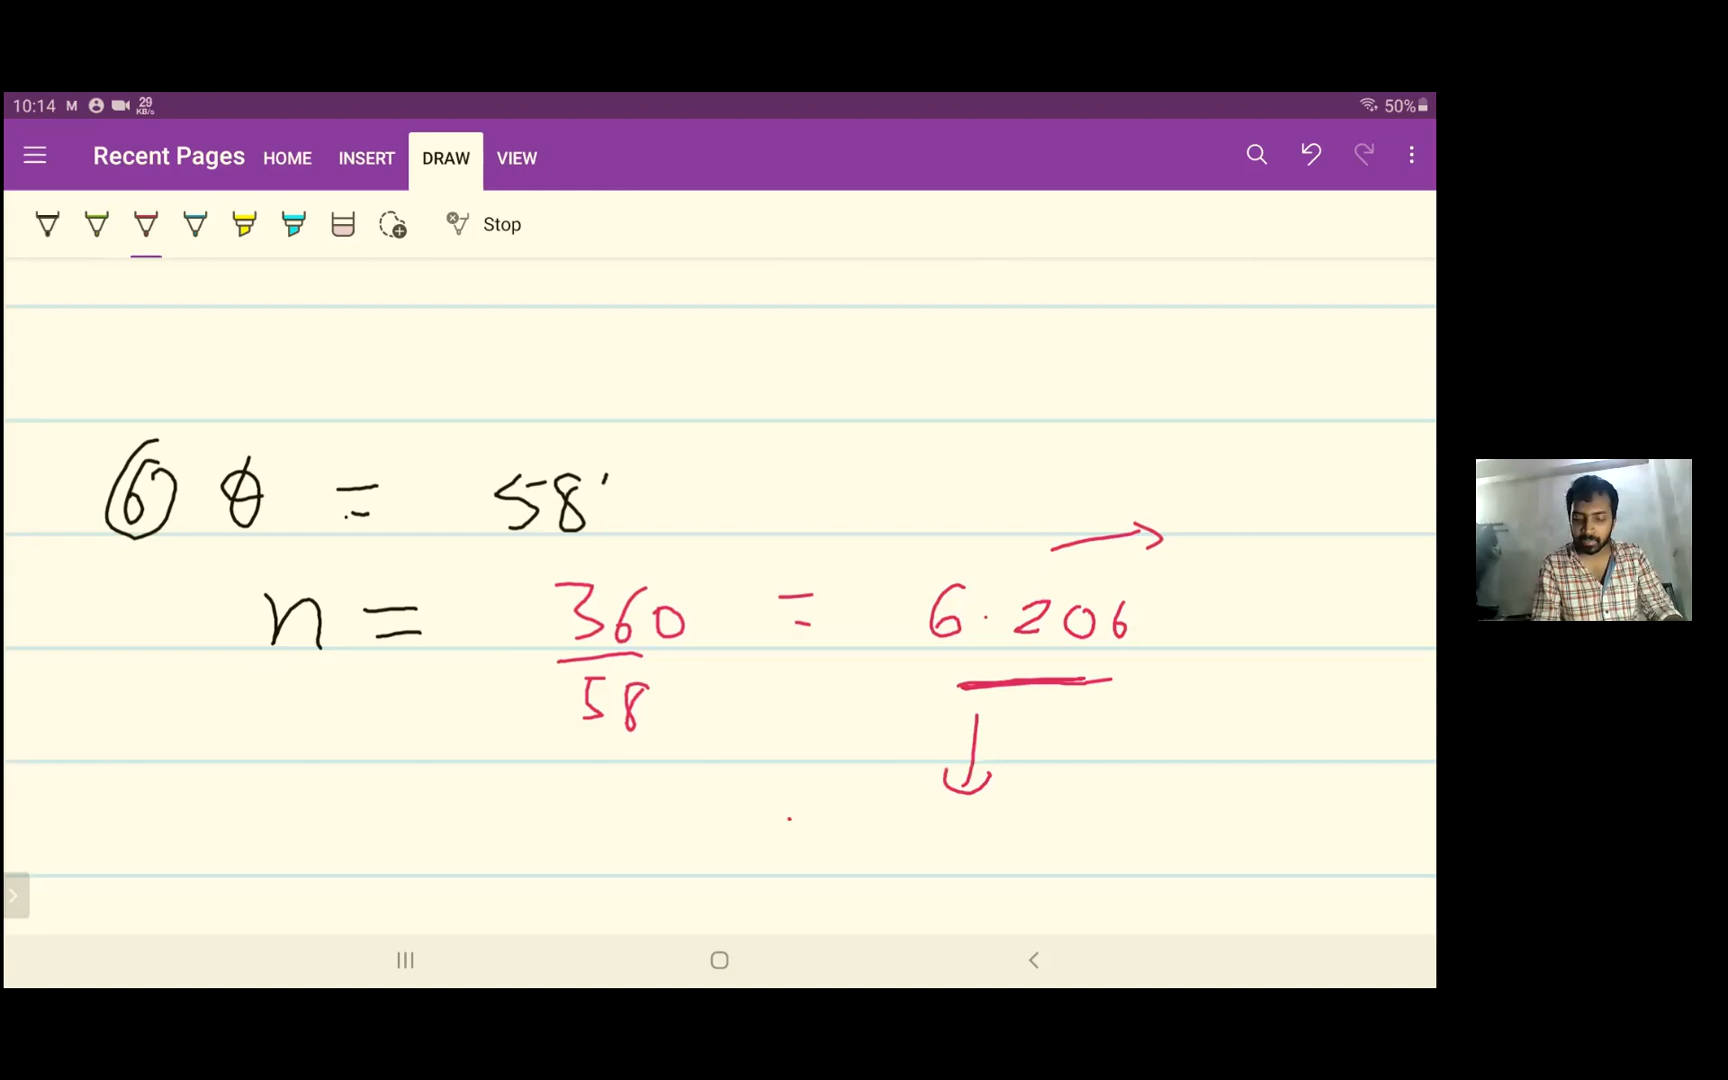 10:14 M 29 KB/s 50%
Recent Pages HOME INSERT DRAW VIEW
Stop
6 θ = 58'
n = 360/58 = 6.206